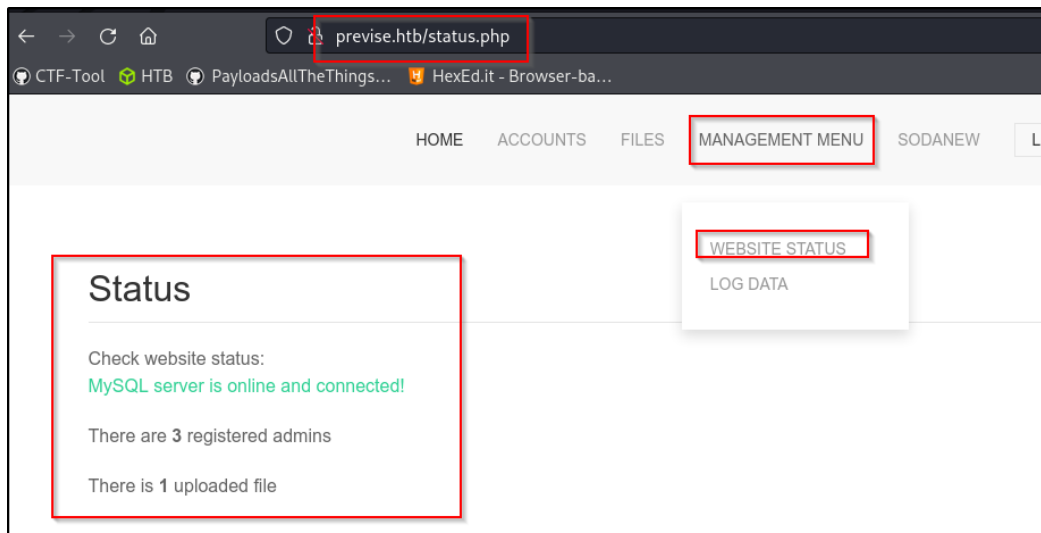 previse.htb/status.php
CTF-Tool HTB PayloadsAllTheThings... HexEd.it - Browser-ba...
HOME ACCOUNTS FILES MANAGEMENT MENU SODANEW L
WEBSITE STATUS
LOG DATA
Status
Check website status:
MySQL server is online and connected!
There are 3 registered admins
There is 1 uploaded file